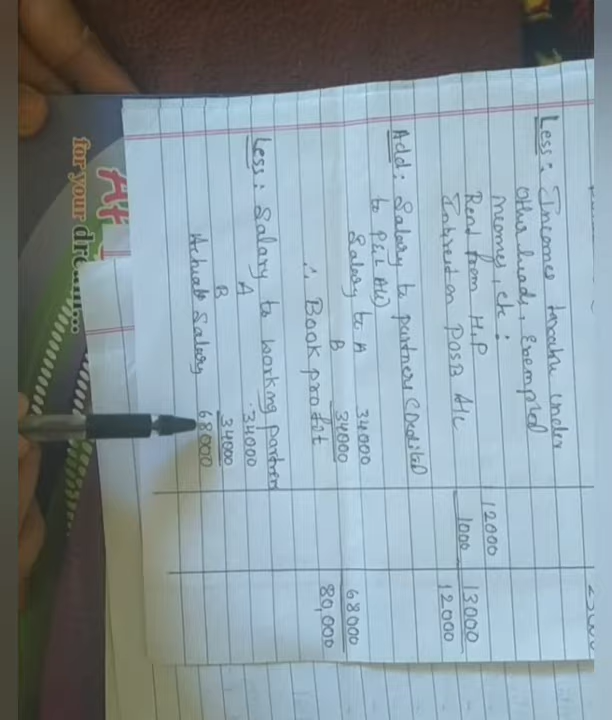 Less: Incomes taxable under
other heads, Exempted
incomes, etc:
Rent from H.P 12000
Interest on POSB A/c 1000 13000
12000
Add: Salary to partners (Debited
to P&L A/c)
Salary to A 34000
B 34000 68000
∴ Book profit 80,000
Less: Salary to working partners
A 34000
B 34000
Actual Salary 68000
for your dream...